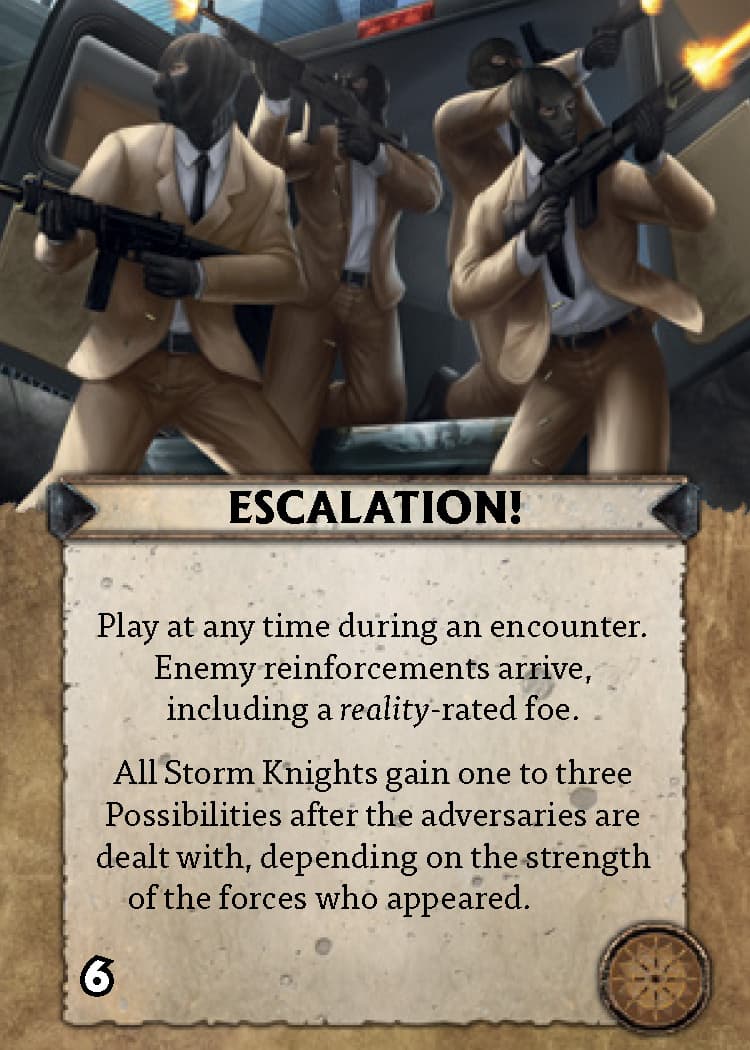 ESCALATION!
Play at any time during an encounter.
Enemy reinforcements arrive,
including a reality-rated foe.
All Storm Knights gain one to three
Possibilities after the adversaries are
dealt with, depending on the strength
of the forces who appeared.
6